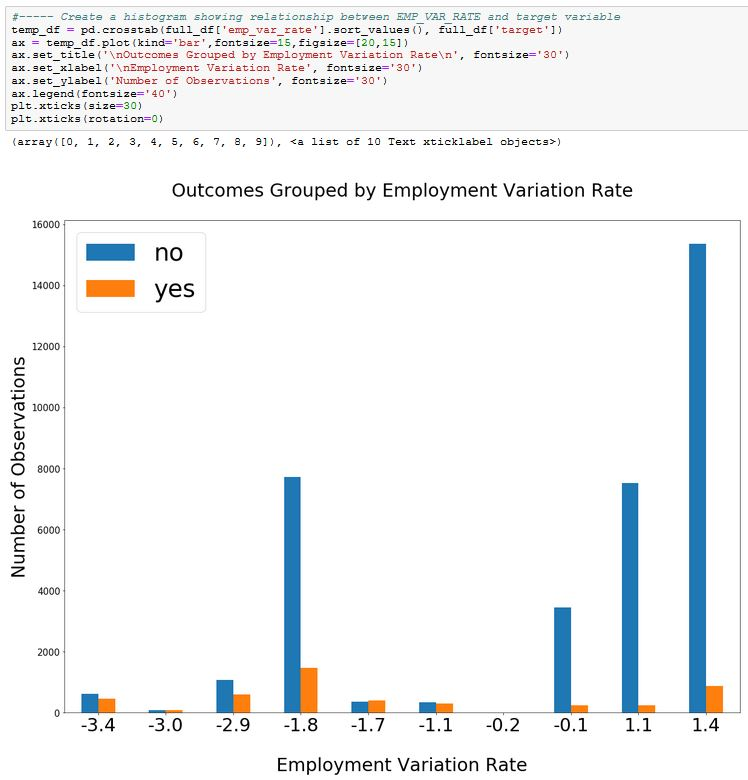 #----- Create a histogram showing relationship between EMP_VAR_RATE and target variable
temp_df = pd.crosstab(full_df['emp_var_rate'].sort_values(), full_df['target'])
ax = temp_df.plot(kind='bar',fontsize=15,figsize=[20,15])
ax.set_title('\nOutcomes Grouped by Employment Variation Rate\n', fontsize='30')
ax.set_xlabel('\nEmployment Variation Rate', fontsize='30')
ax.set_ylabel('Number of Observations', fontsize='30')
ax.legend(fontsize='40')
plt.xticks(size=30)
plt.xticks(rotation=0)
(array([0, 1, 2, 3, 4, 5, 6, 7, 8, 9]), <a list of 10 Text xticklabel objects>)
Outcomes Grouped by Employment Variation Rate
no
yes
Number of Observations
16000
14000
12000
10000
8000
6000
4000
2000
0
-3.4 -3.0 -2.9 -1.8 -1.7 -1.1 -0.2 -0.1 1.1 1.4
Employment Variation Rate